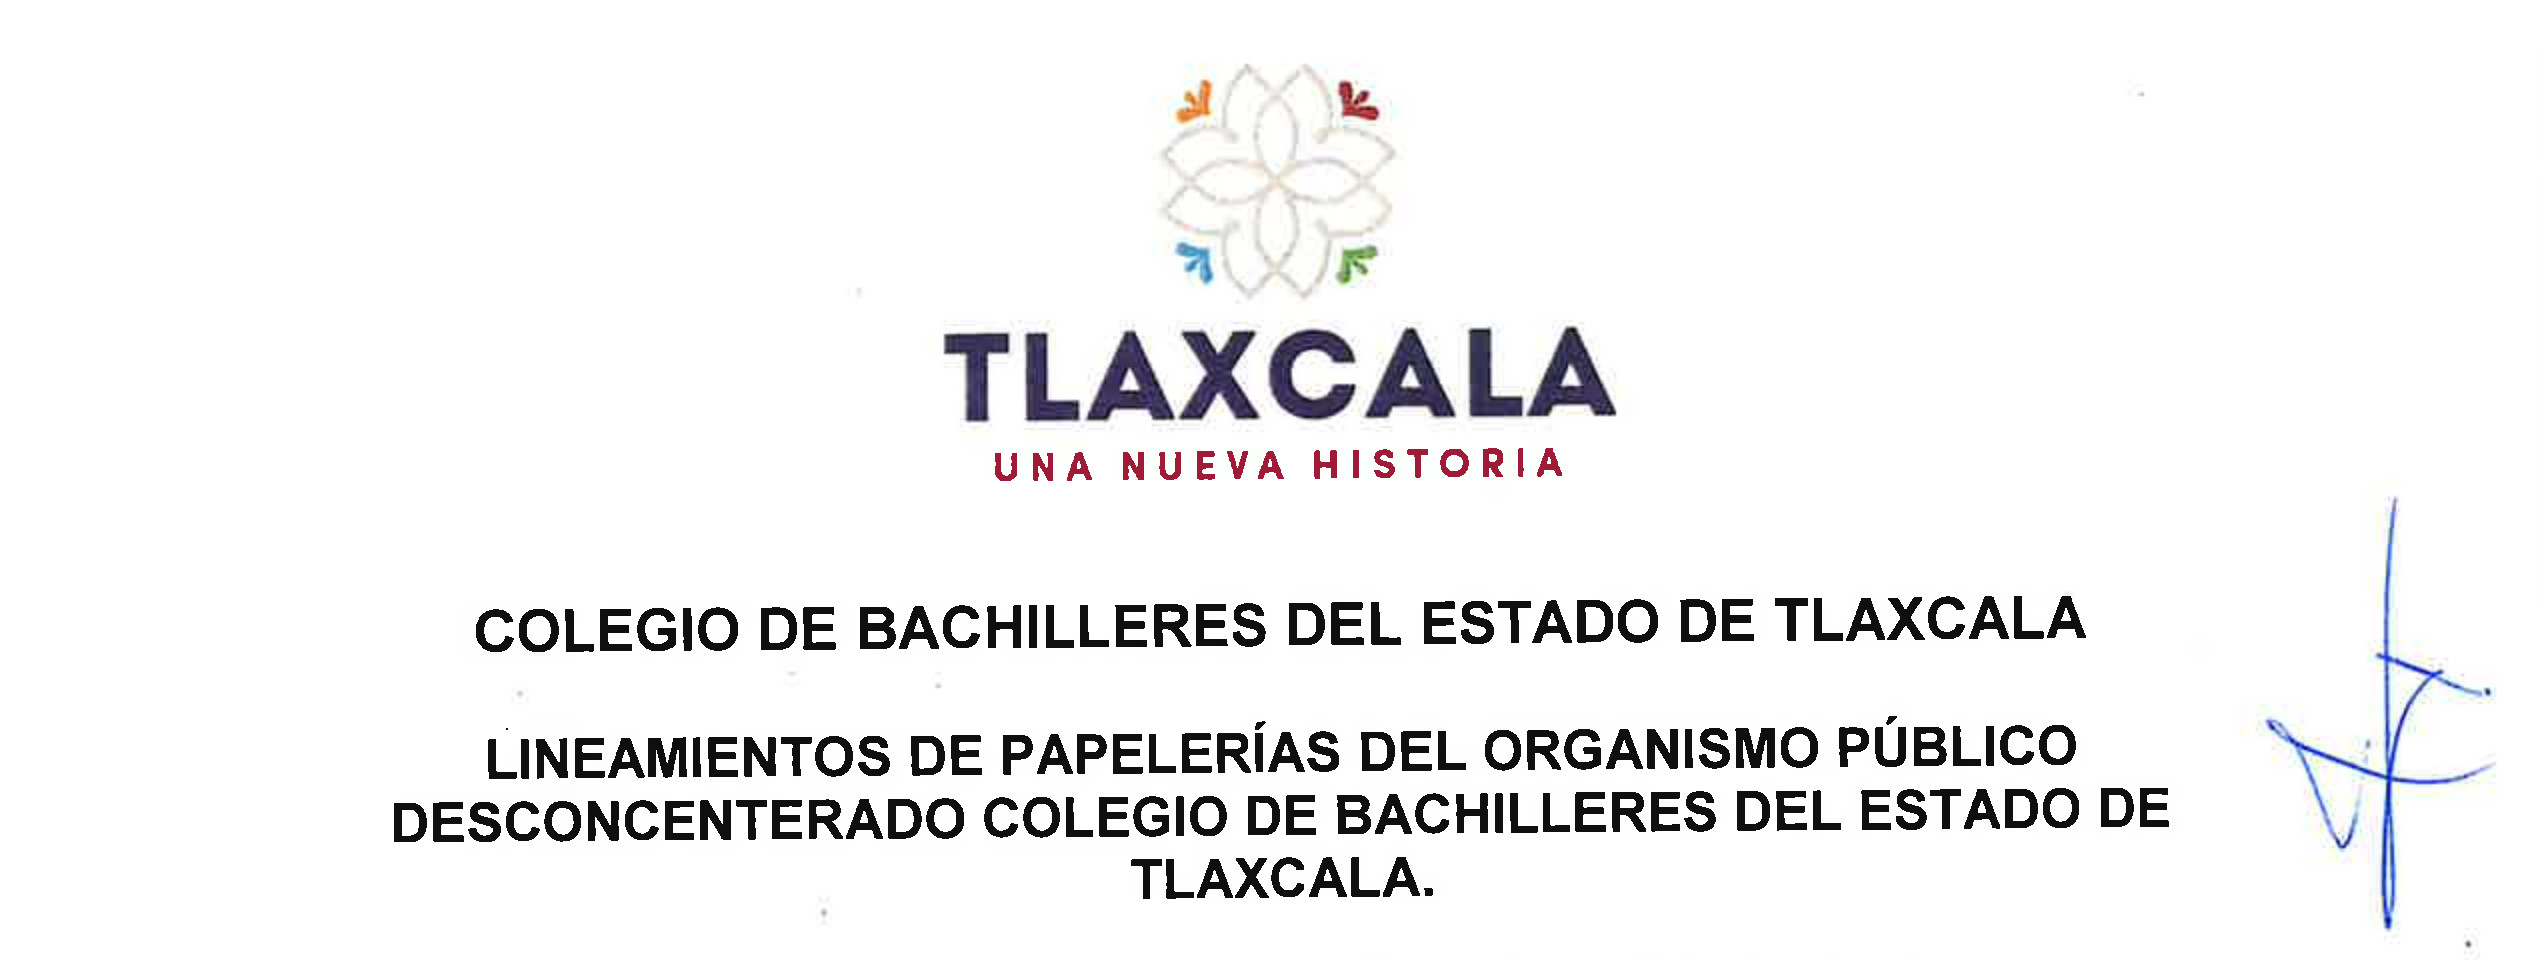 TLAXCALA
UNA NUEVA HISTORIA
COLEGIO DE BACHILLERES DEL ESTADO DE TLAXCALA
LINEAMIENTOS DE PAPELERÍAS DEL ORGANISMO PÚBLICO
DESCONCENTERADO COLEGIO DE BACHILLERES DEL ESTADO DE
TLAXCALA.